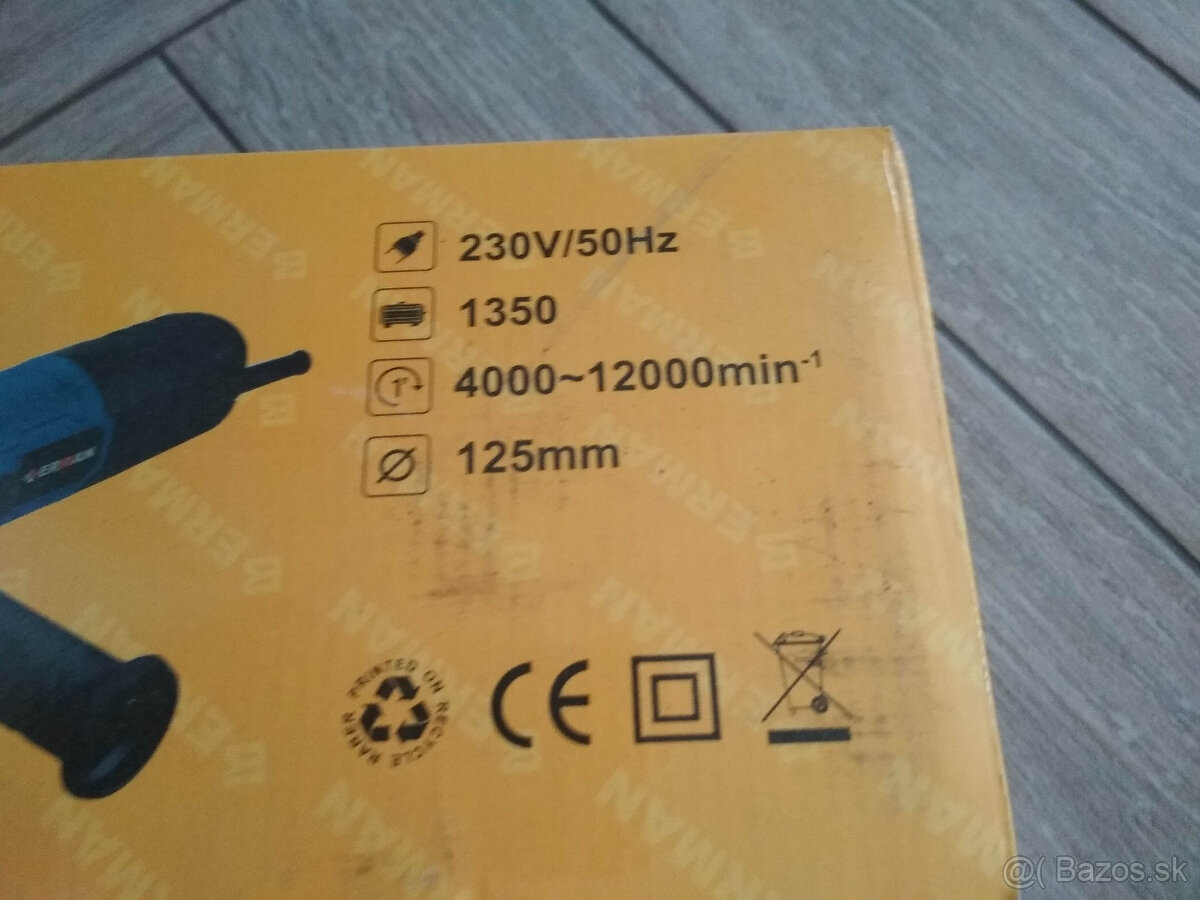 230V/50Hz
1350
4000~12000min⁻¹
125mm
PRINTED ON RECYCLE PAPER
CE
@( Bazos.sk